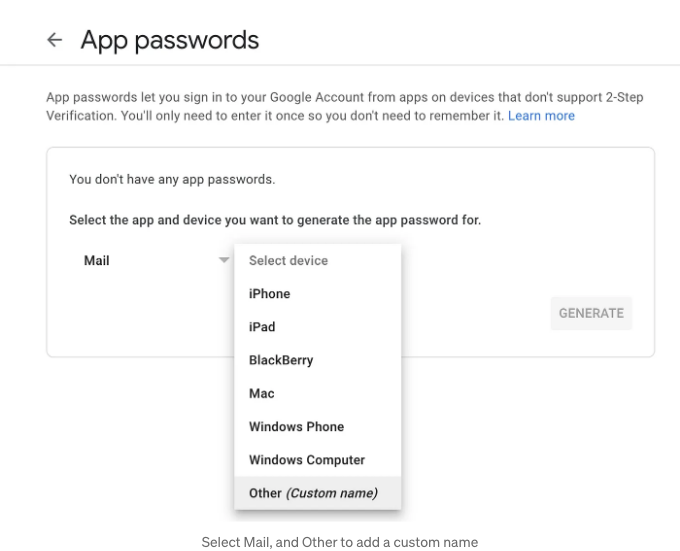 ← App passwords
App passwords let you sign in to your Google Account from apps on devices that don't support 2-Step
Verification. You'll only need to enter it once so you don't need to remember it. Learn more
You don't have any app passwords.
Select the app and device you want to generate the app password for.
Mail
Select device
iPhone
iPad
BlackBerry
Mac
Windows Phone
Windows Computer
Other (Custom name)
GENERATE
Select Mail, and Other to add a custom name